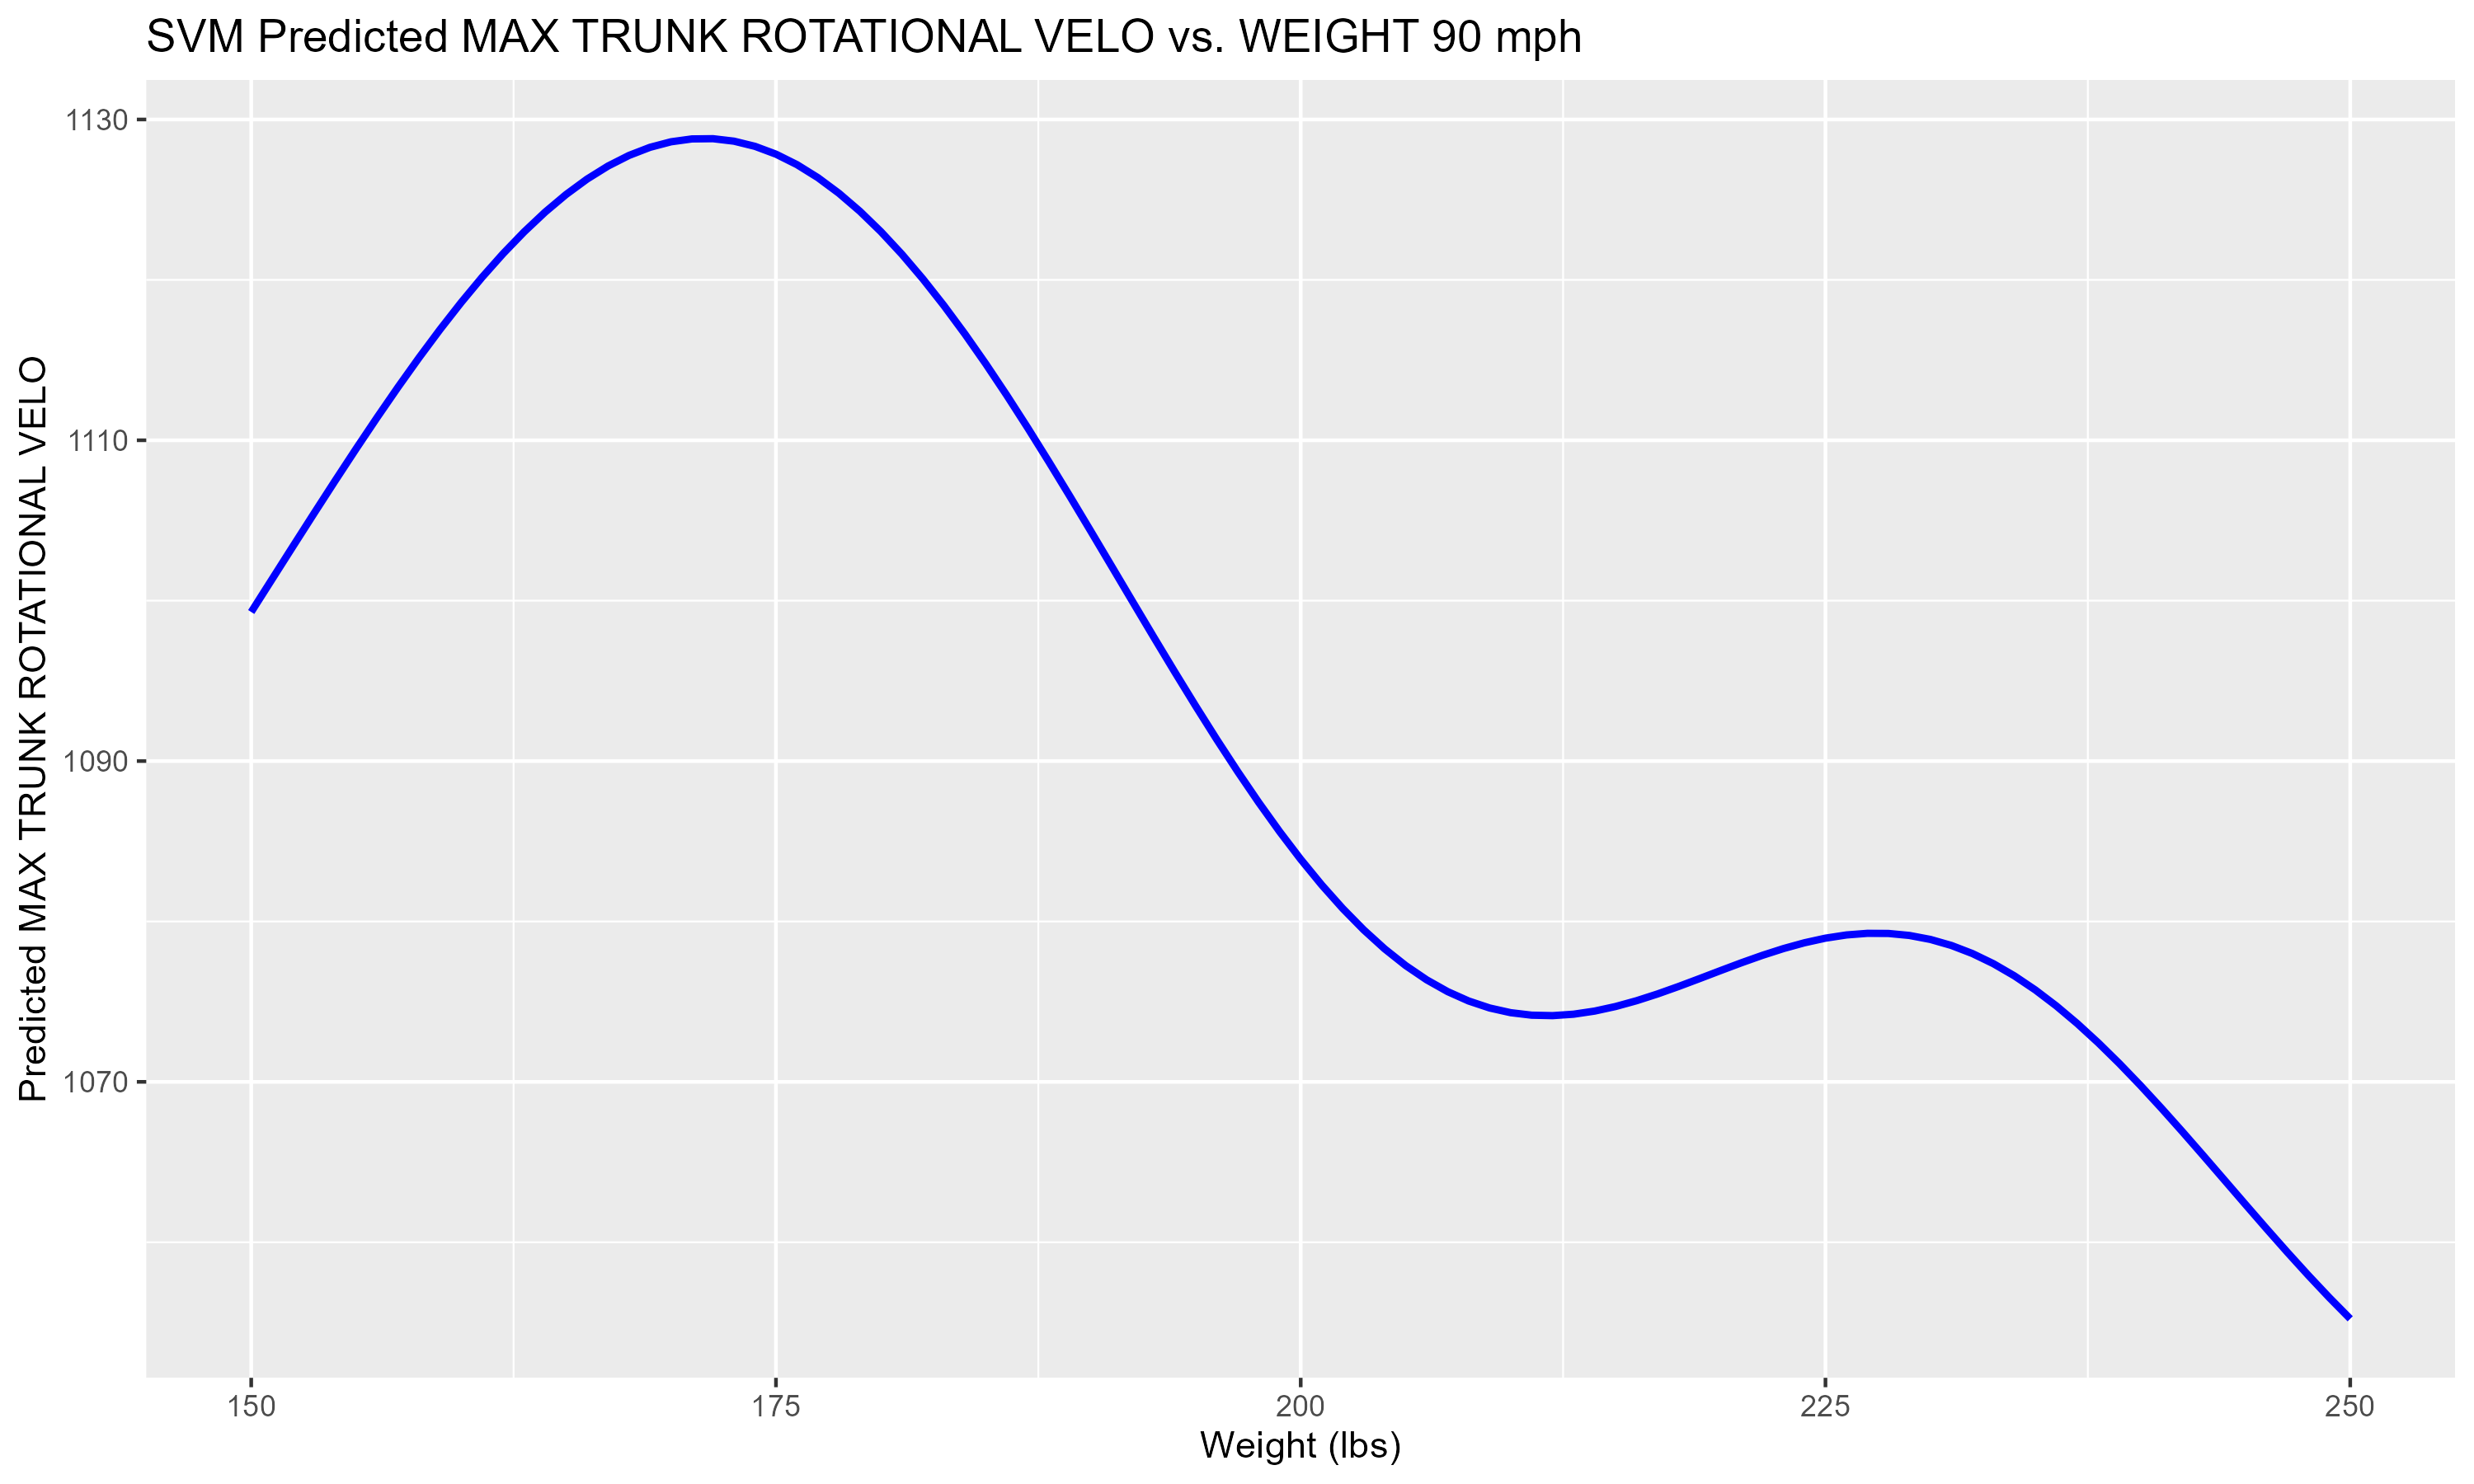 SVM Predicted MAX TRUNK ROTATIONAL VELO vs. WEIGHT 90 mph
Predicted MAX TRUNK ROTATIONAL VELO
1130
1110
1090
1070
150 175 200 225 250
Weight (lbs)